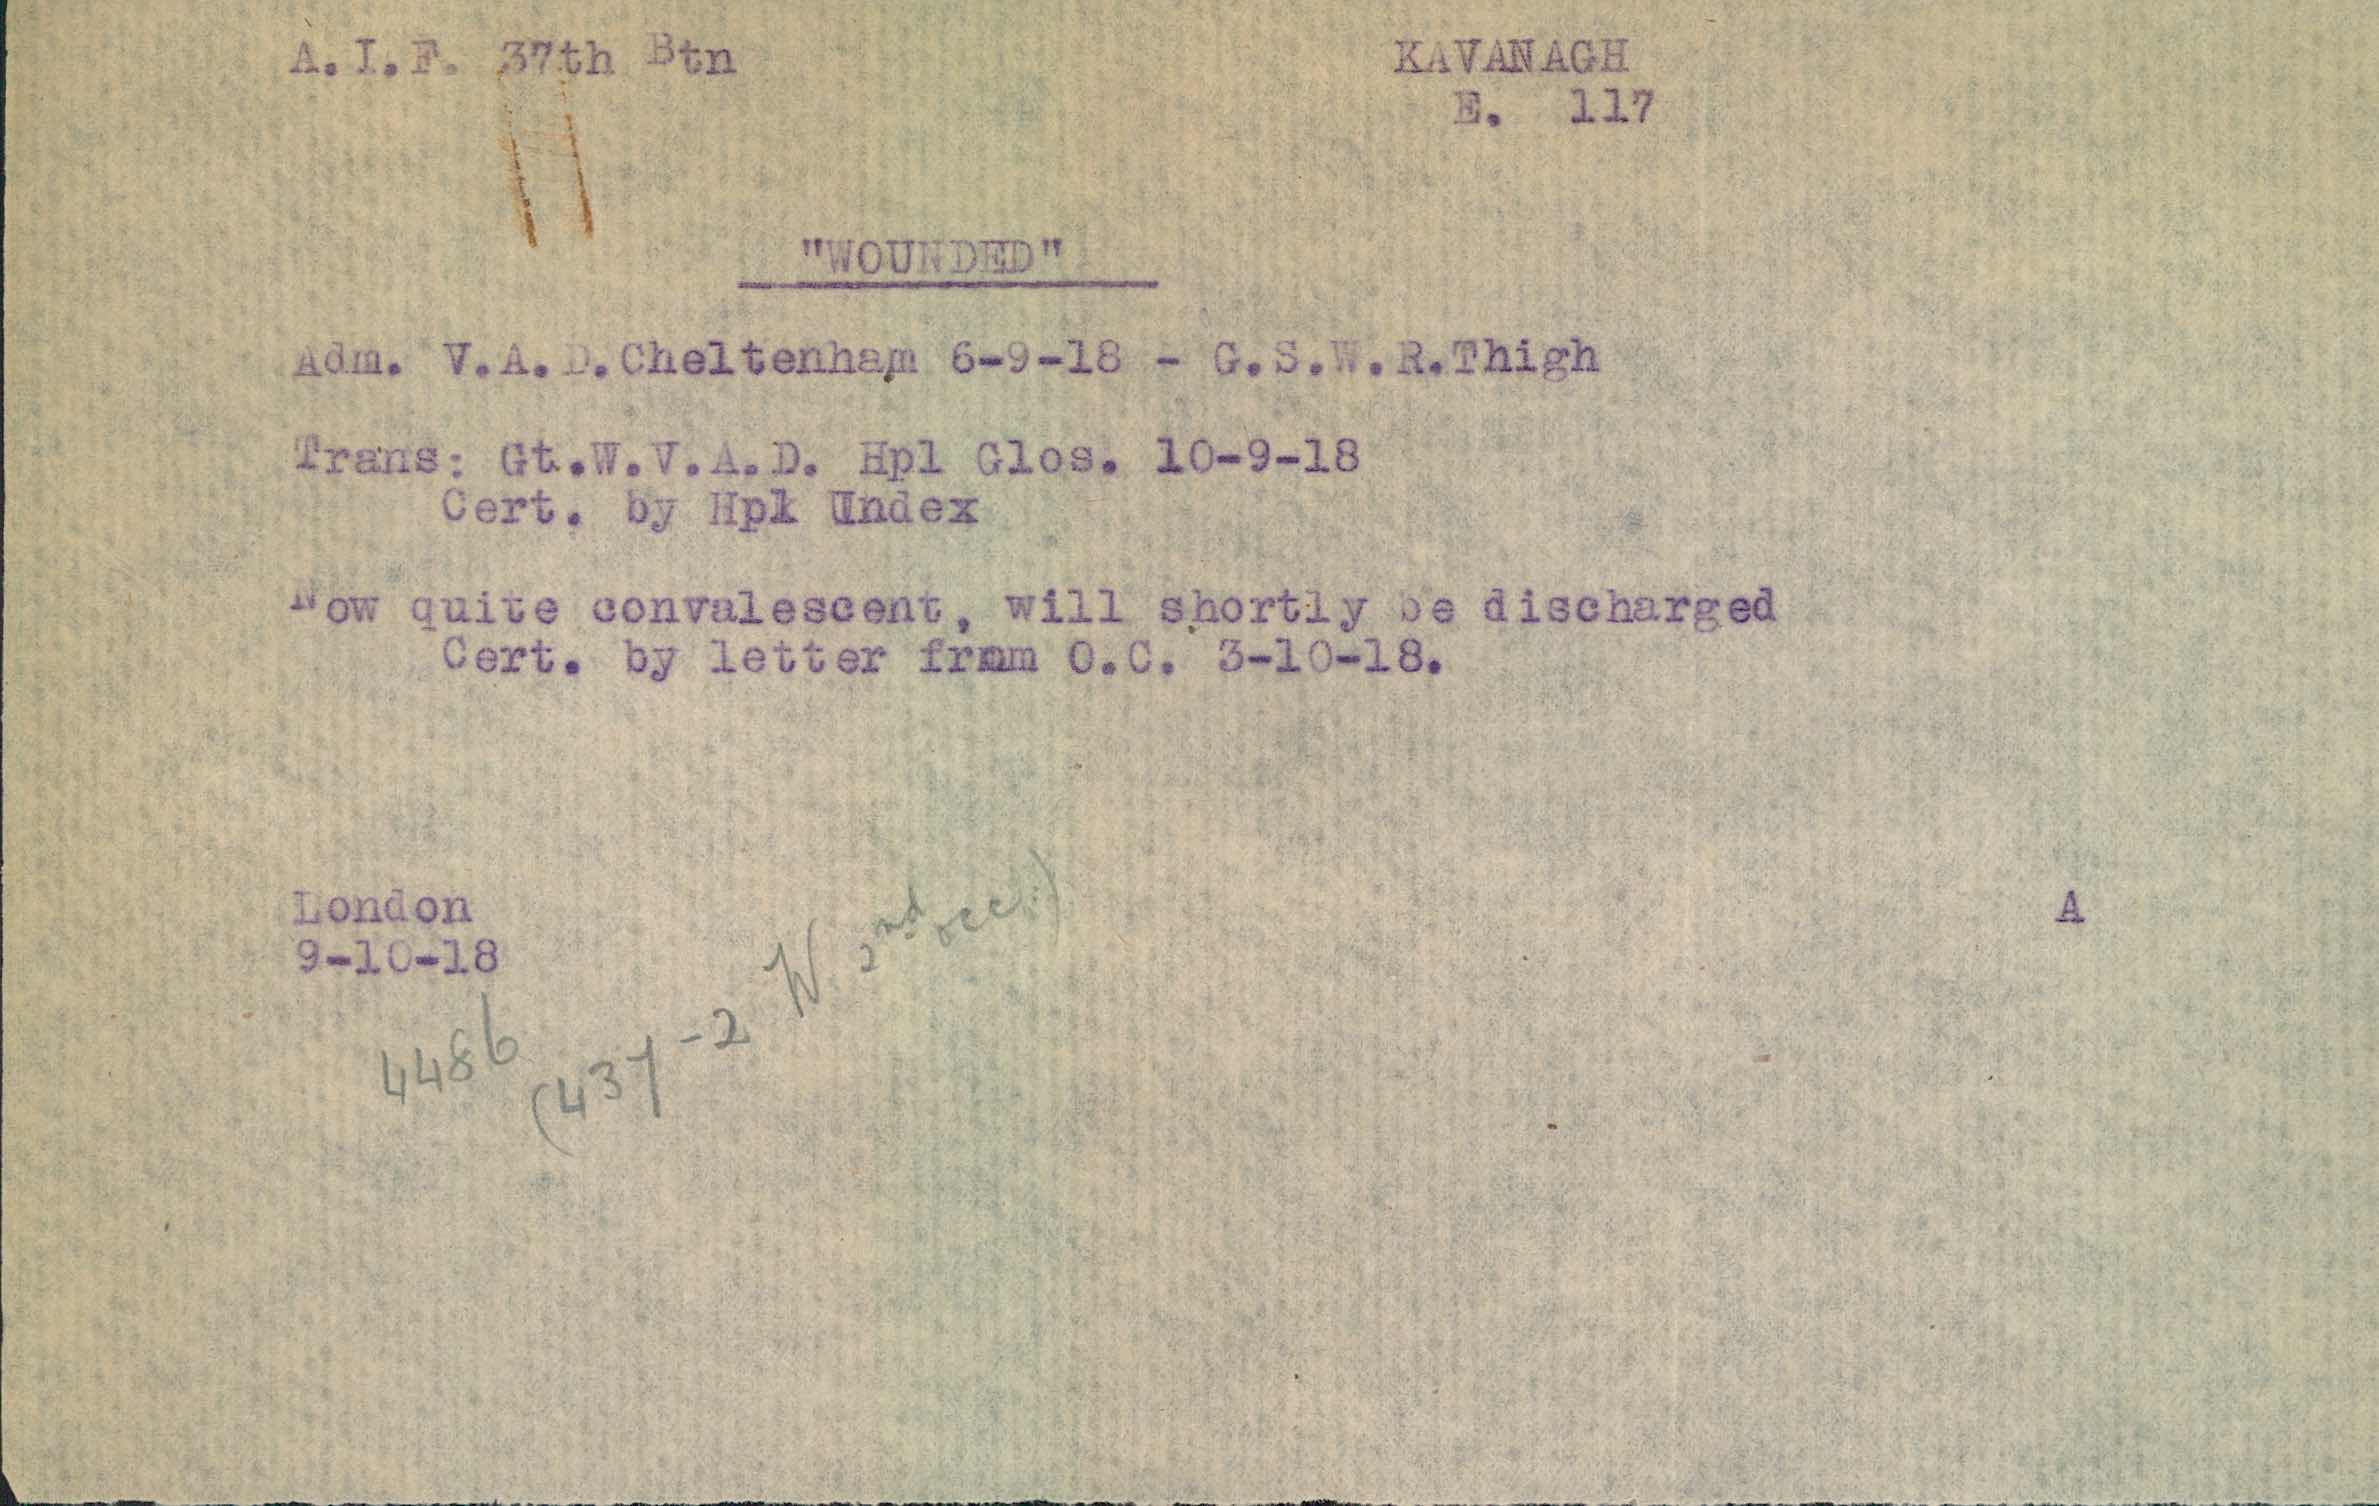 A.I.F. 37th Btn KAVANAGH
E. 117
"WOUNDED"
Adm. V.A.D.Cheltenham 6-9-18 - G.S.W.R.Thigh
Trans: Gt.W.V.A.D. Hpl Glos. 10-9-18
Cert. by Hpl Index
Now quite convalescent, will shortly be discharged
Cert. by letter from O.C. 3-10-18.
London A
9-10-18
4486
(437-2 W. 2nd occ.)